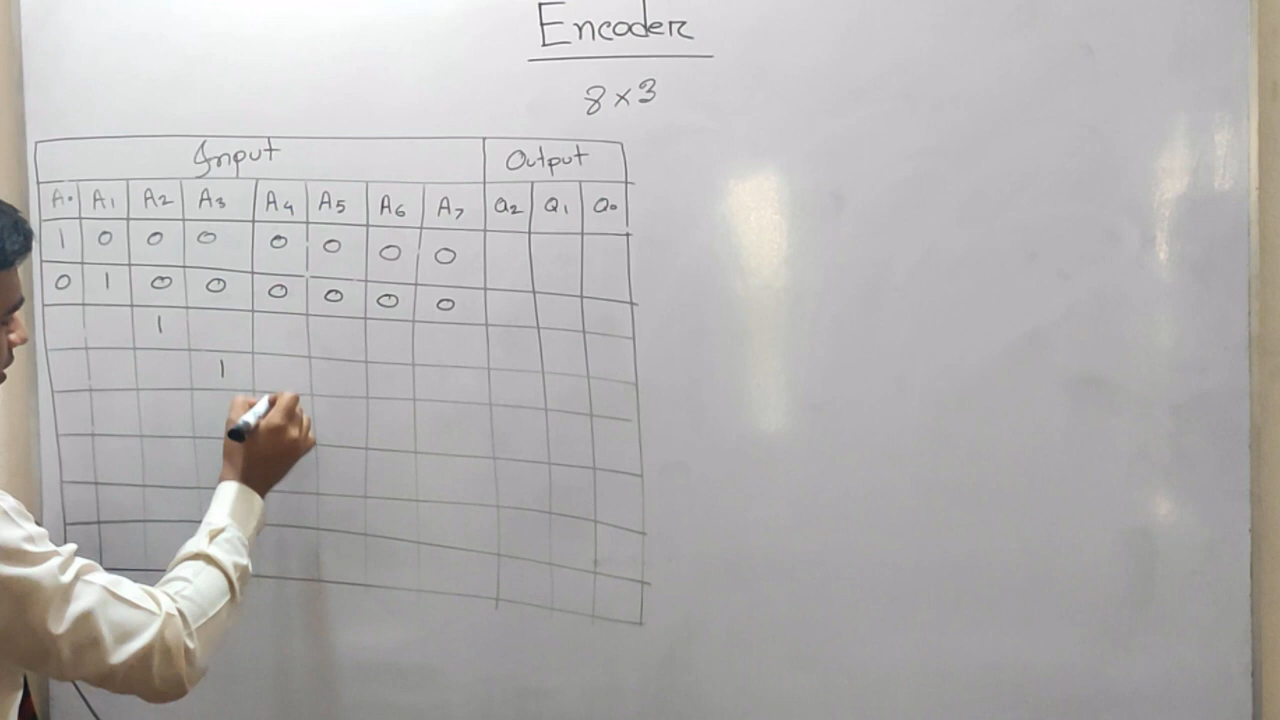 Encoder
8 x 3
Input Output
A0 A1 A2 A3 A4 A5 A6 A7 Q2 Q1 Q0
1 0 0 0 0 0 0 0
0 1 0 0 0 0 0 0
1
1